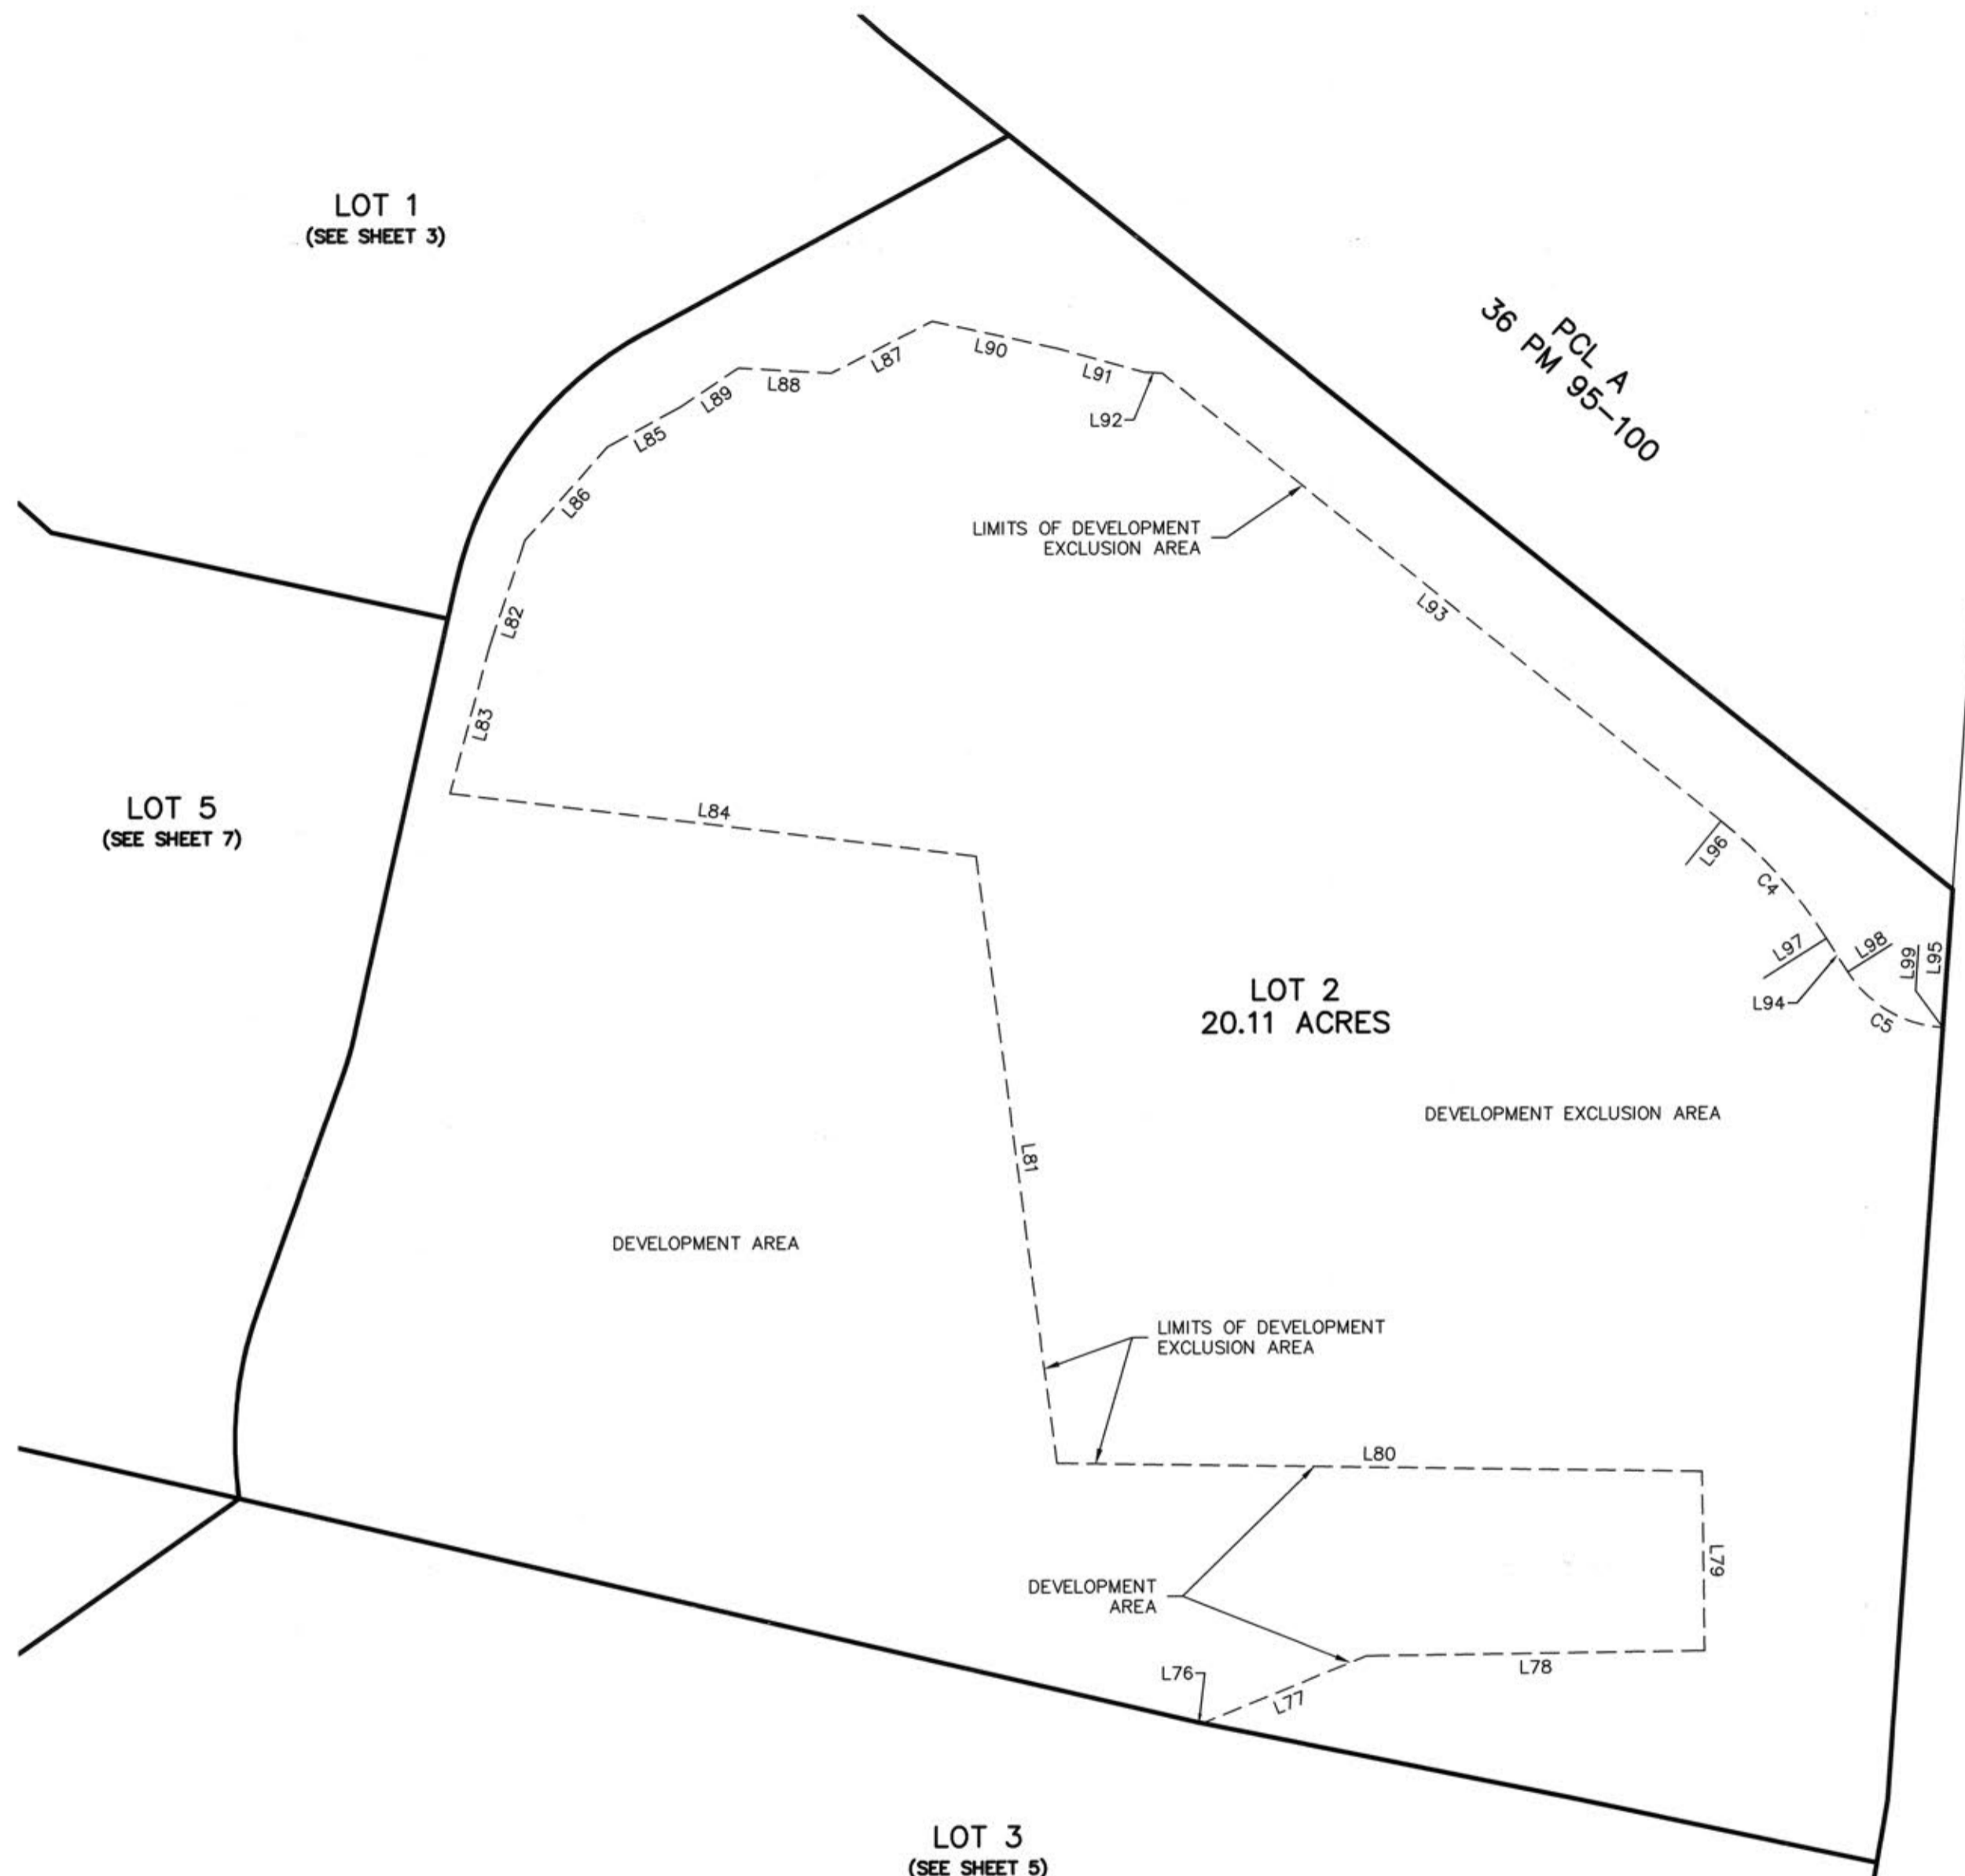 LOT 1
(SEE SHEET 3)
PCL A
36 PM 95-100
L87
L90
L91
L88
L89
L92
L85
L86
LIMITS OF DEVELOPMENT
EXCLUSION AREA
L93
L82
L83
LOT 5
(SEE SHEET 7)
L84
L96
C4
L97
L98
L99
L95
L94
C5
LOT 2
20.11 ACRES
DEVELOPMENT EXCLUSION AREA
L81
DEVELOPMENT AREA
LIMITS OF DEVELOPMENT
EXCLUSION AREA
L80
L79
DEVELOPMENT
AREA
L76
L78
L77
LOT 3
(SEE SHEET 5)